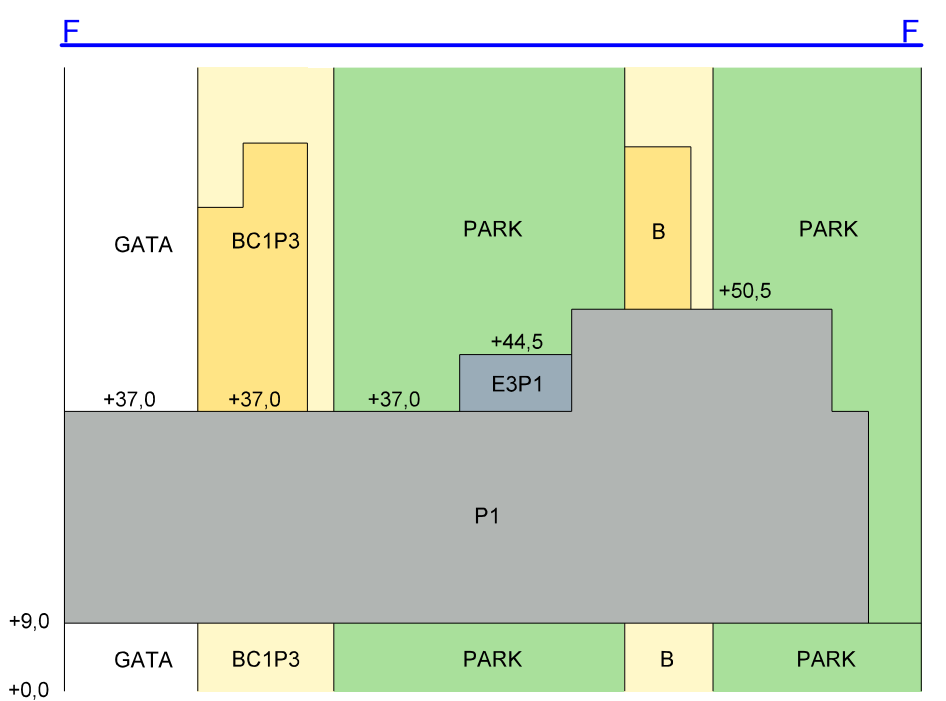 F F
PARK B PARK
GATA BC1P3
+50,5
+44,5
E3P1
+37,0 +37,0 +37,0
P1
+9,0
GATA BC1P3 PARK B PARK
+0,0